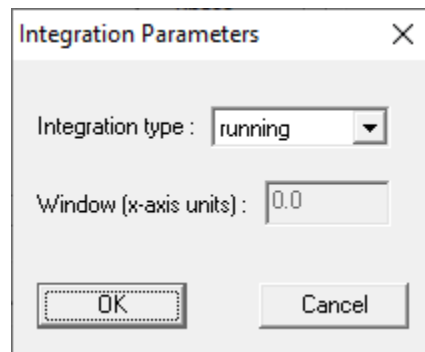 Integration Parameters
Integration type : running
Window (x-axis units) : 0.0
OK Cancel